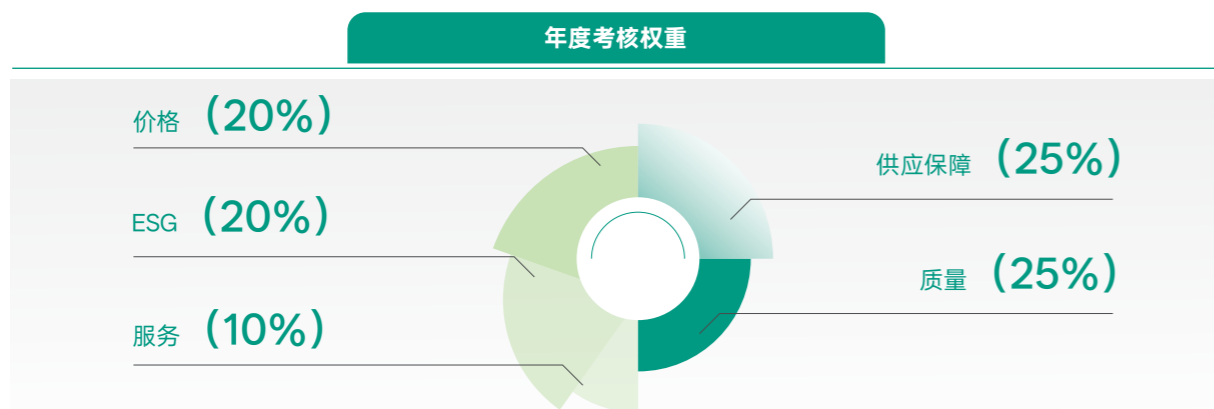 年度考核权重
价格（20%）
ESG（20%）
服务（10%）
供应保障（25%）
质量（25%）